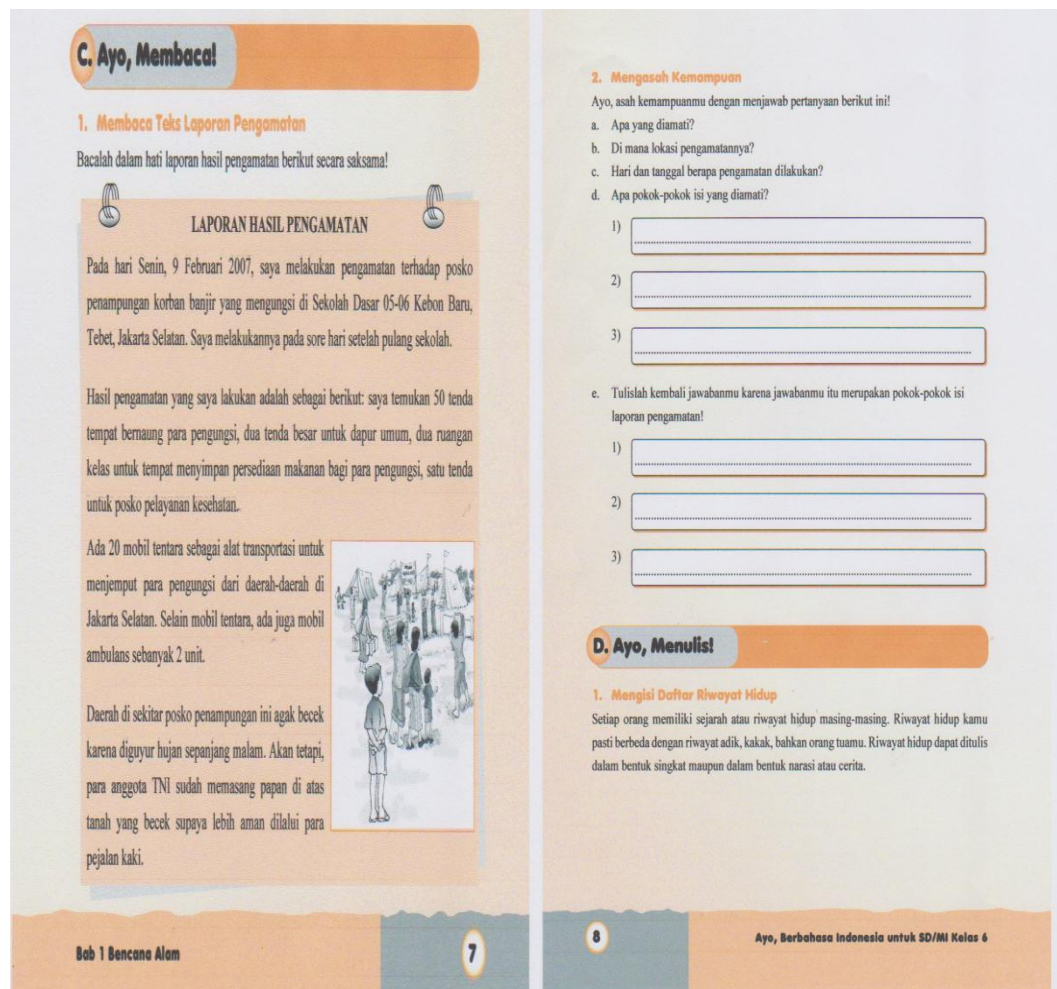 C. Ayo, Membaca!
1. Membaca Teks Laporan Pengamatan
Bacalah dalam hati laporan hasil pengamatan berikut secara saksama!
LAPORAN HASIL PENGAMATAN
Pada hari Senin, 9 Februari 2007, saya melakukan pengamatan terhadap posko
penampungan korban banjir yang mengungsi di Sekolah Dasar 05-06 Kebon Baru,
Tebet, Jakarta Selatan. Saya melakukannya pada sore hari setelah pulang sekolah.
Hasil pengamatan yang saya lakukan adalah sebagai berikut: saya temukan 50 tenda
tempat bernaung para pengungsi, dua tenda besar untuk dapur umum, dua ruangan
kelas untuk tempat menyimpan persediaan makanan bagi para pengungsi, satu tenda
untuk posko pelayanan kesehatan.
Ada 20 mobil tentara sebagai alat transportasi untuk
menjemput para pengungsi dari daerah-daerah di
Jakarta Selatan. Selain mobil tentara, ada juga mobil
ambulans sebanyak 2 unit.
Daerah di sekitar posko penampungan ini agak becek
karena diguyur hujan sepanjang malam. Akan tetapi,
para anggota TNI sudah memasang papan di atas
tanah yang becek supaya lebih aman dilalui para
pejalan kaki.
Bab 1 Bencana Alam
7
2. Mengasah Kemampuan
Ayo, asah kemampuanmu dengan menjawab pertanyaan berikut ini!
a. Apa yang diamati?
b. Di mana lokasi pengamatannya?
c. Hari dan tanggal berapa pengamatan dilakukan?
d. Apa pokok-pokok isi yang diamati?
1)
2)
3)
e. Tulislah kembali jawabanmu karena jawabanmu itu merupakan pokok-pokok isi
laporan pengamatan!
1)
2)
3)
D. Ayo, Menulis!
1. Mengisi Daftar Riwayat Hidup
Setiap orang memiliki sejarah atau riwayat hidup masing-masing. Riwayat hidup kamu
pasti berbeda dengan riwayat adik, kakak, bahkan orang tuamu. Riwayat hidup dapat ditulis
dalam bentuk singkat maupun dalam bentuk narasi atau cerita.
8
Ayo, Berbahasa Indonesia untuk SD/MI Kelas 6